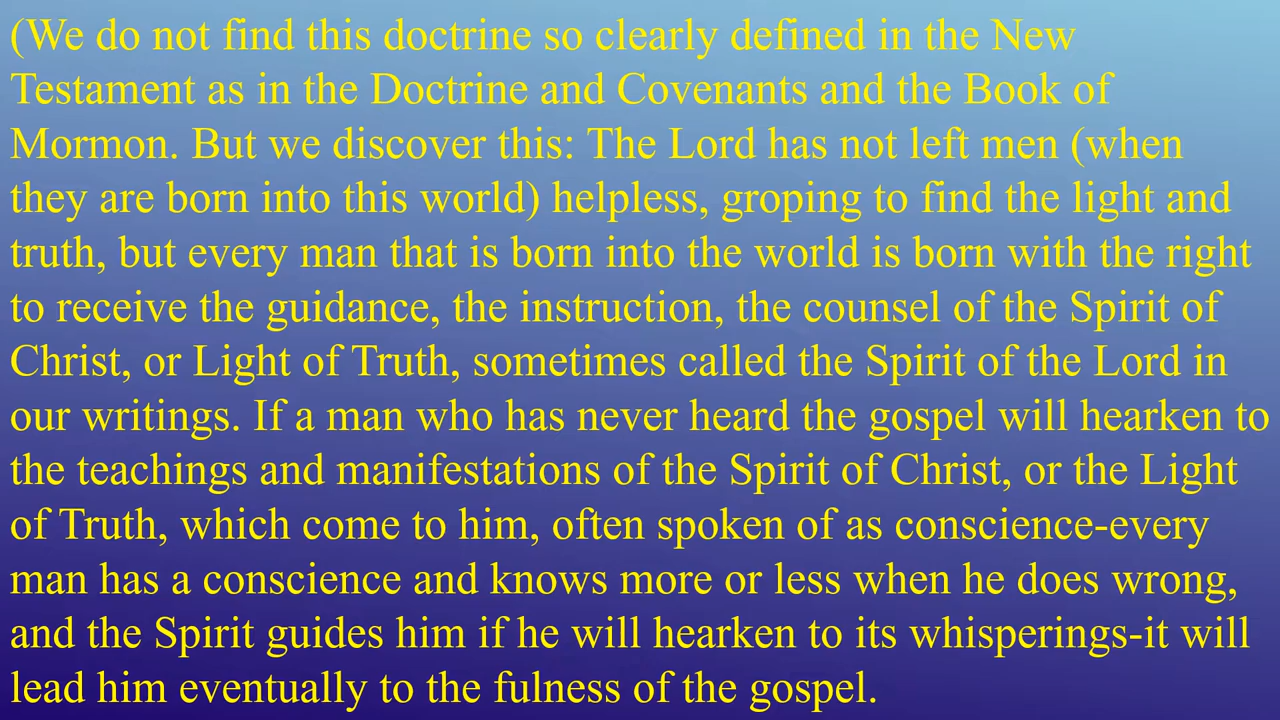 (We do not find this doctrine so clearly defined in the New
Testament as in the Doctrine and Covenants and the Book of
Mormon. But we discover this: The Lord has not left men (when
they are born into this world) helpless, groping to find the light and
truth, but every man that is born into the world is born with the right
to receive the guidance, the instruction, the counsel of the Spirit of
Christ, or Light of Truth, sometimes called the Spirit of the Lord in
our writings. If a man who has never heard the gospel will hearken to
the teachings and manifestations of the Spirit of Christ, or the Light
of Truth, which come to him, often spoken of as conscience-every
man has a conscience and knows more or less when he does wrong,
and the Spirit guides him if he will hearken to its whisperings-it will
lead him eventually to the fulness of the gospel.